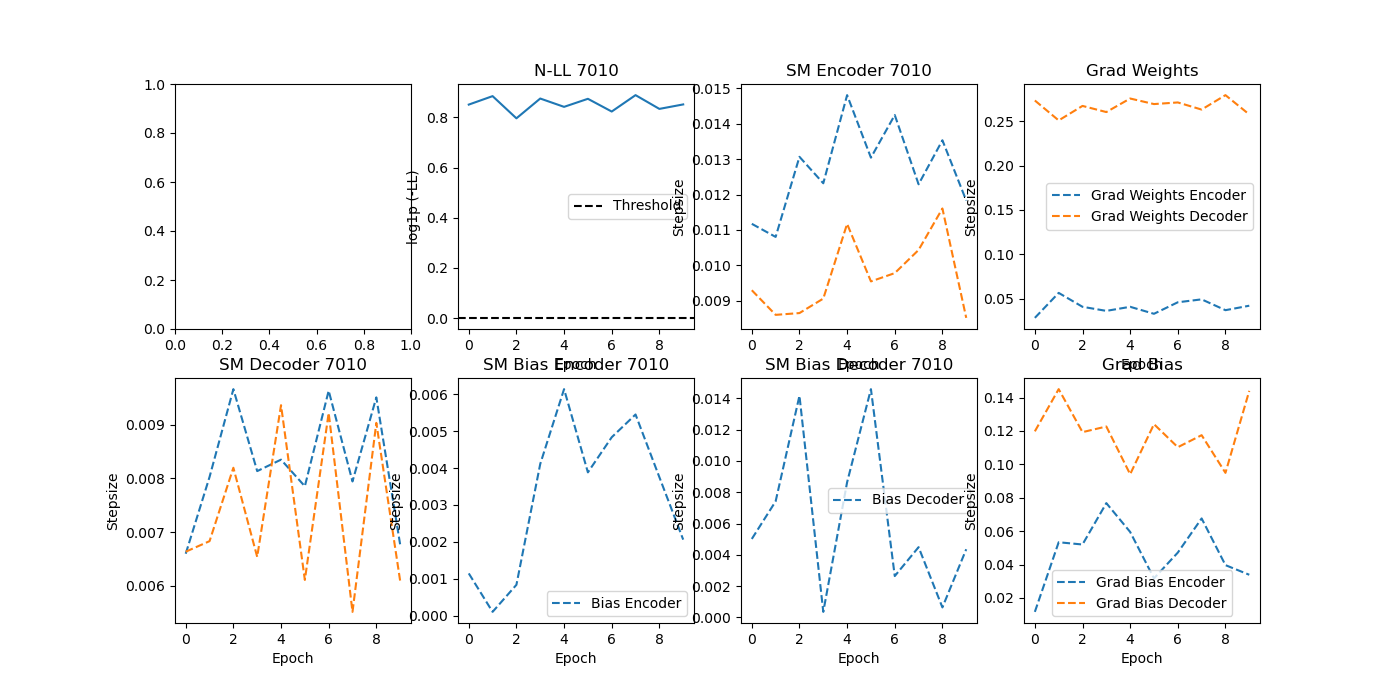 1.0
0.8
0.6
0.4
0.2
0.0
0.0 0.2 0.4 0.6 0.8 1.0
N-LL 7010
log1p (-LL)
0.8
0.6
0.4
0.2
0.0
Threshold
0 2 4 6 8
Epoch
SM Encoder 7010
Stepsize
0.015
0.014
0.013
0.012
0.011
0.010
0.009
0 2 4 6 8
Epoch
Grad Weights
Stepsize
0.25
0.20
0.15
0.10
0.05
Grad Weights Encoder
Grad Weights Decoder
0 2 4 6 8
Epoch
SM Decoder 7010
Stepsize
0.009
0.008
0.007
0.006
0 2 4 6 8
Epoch
SM Bias Encoder 7010
Stepsize
0.006
0.005
0.004
0.003
0.002
0.001
0.000
Bias Encoder
0 2 4 6 8
Epoch
SM Bias Decoder 7010
Stepsize
0.014
0.012
0.010
0.008
0.006
0.004
0.002
0.000
Bias Decoder
0 2 4 6 8
Epoch
Grad Bias
Stepsize
0.14
0.12
0.10
0.08
0.06
0.04
0.02
Grad Bias Encoder
Grad Bias Decoder
0 2 4 6 8
Epoch